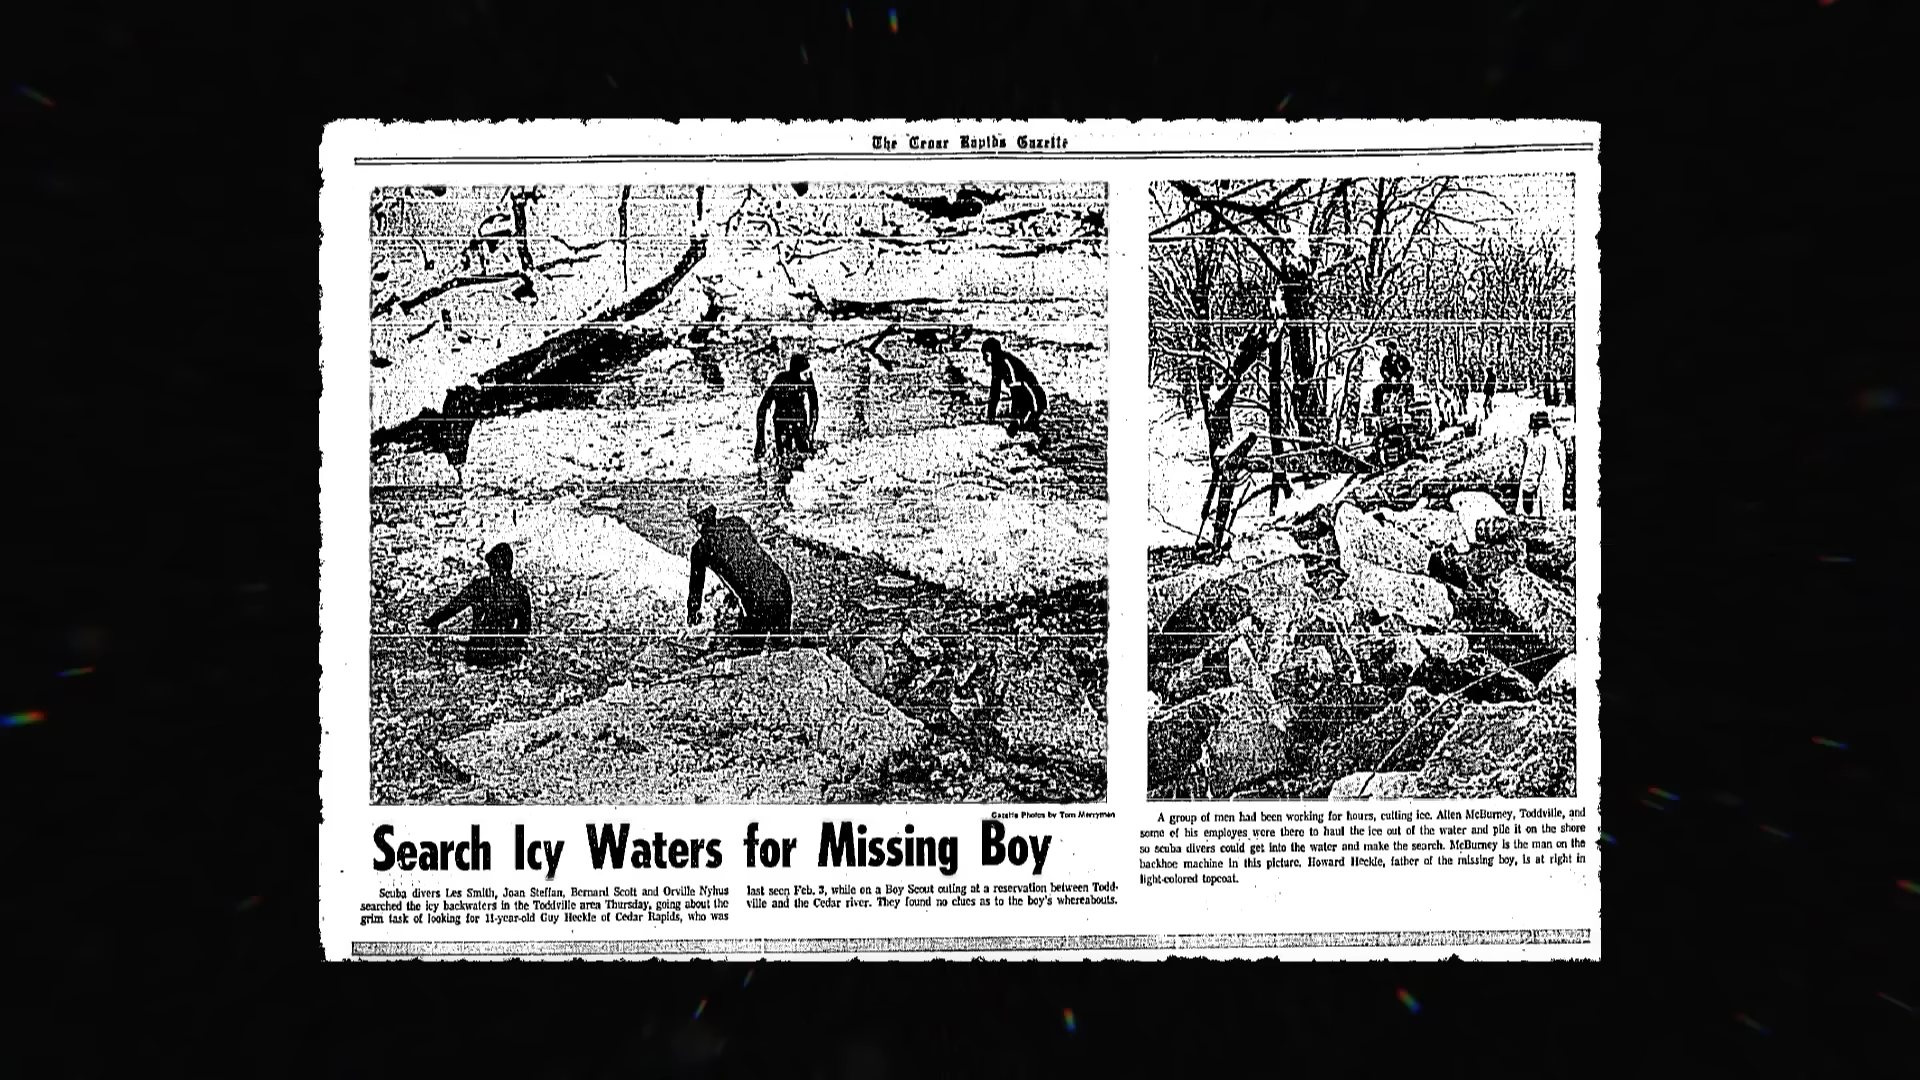 The Cedar Rapids Gazette
Gazette Photos by Tom Merryman
Search Icy Waters for Missing Boy
Scuba divers Les Smith, Joan Steffan, Bernard Scott and Orville Nyhus
searched the icy backwaters in the Toddville area Thursday, going about the
grim task of looking for 11-year-old Guy Heckle of Cedar Rapids, who was
last seen Feb. 3, while on a Boy Scout outing at a reservation between Todd-
ville and the Cedar river. They found no clues as to the boy's whereabouts.
A group of men had been working for hours, cutting ice. Allen McBurney, Toddville, and
some of his employes were there to haul the ice out of the water and pile it on the shore
so scuba divers could get into the water and make the search. McBurney is the man on the
backhoe machine in this picture. Howard Heckle, father of the missing boy, is at right in
light-colored topcoat.